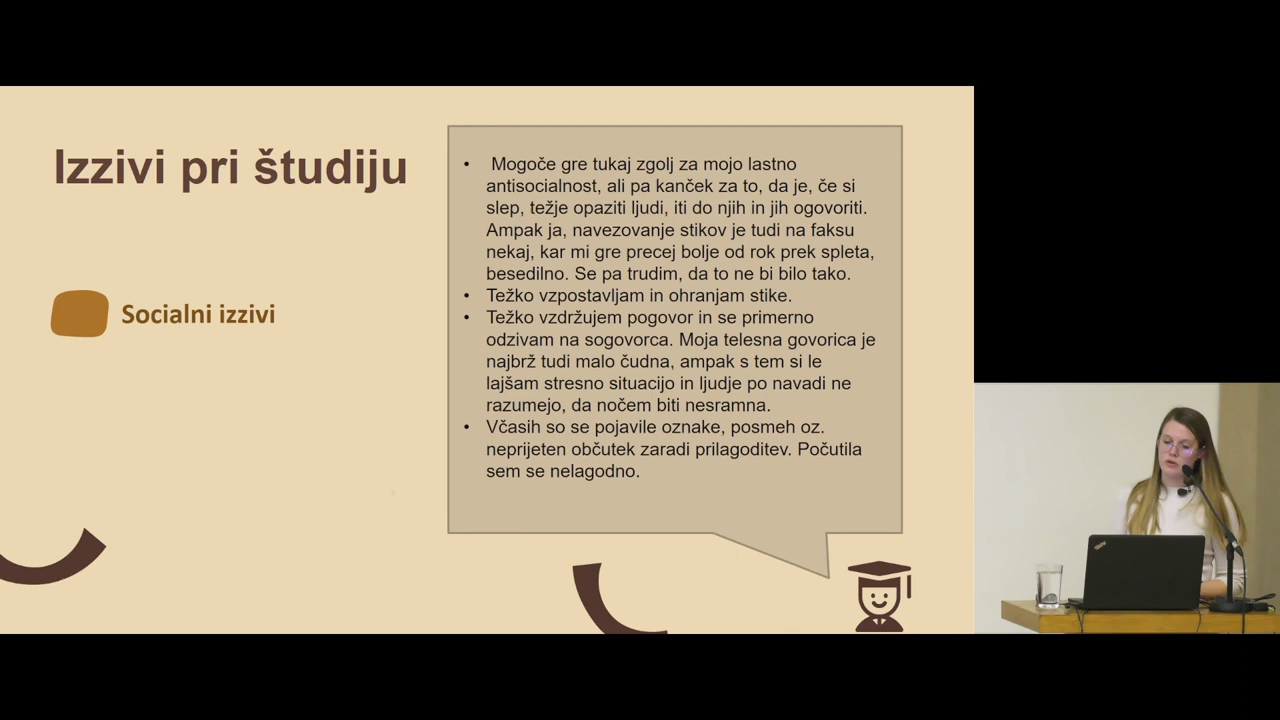 Izzivi pri študiju
Socialni izzivi
• Mogoče gre tukaj zgolj za mojo lastno
antisocialnost, ali pa kanček za to, da je, če si
slep, težje opaziti ljudi, iti do njih in jih ogovoriti.
Ampak ja, navezovanje stikov je tudi na faksu
nekaj, kar mi gre precej bolje od rok prek spleta,
besedilno. Se pa trudim, da to ne bi bilo tako.
• Težko vzpostavljam in ohranjam stike.
• Težko vzdržujem pogovor in se primerno
odzivam na sogovorca. Moja telesna govorica je
najbrž tudi malo čudna, ampak s tem si le
lajšam stresno situacijo in ljudje po navadi ne
razumejo, da nočem biti nesramna.
• Včasih so se pojavile oznake, posmeh oz.
neprijeten občutek zaradi prilagoditev. Počutila
sem se nelagodno.